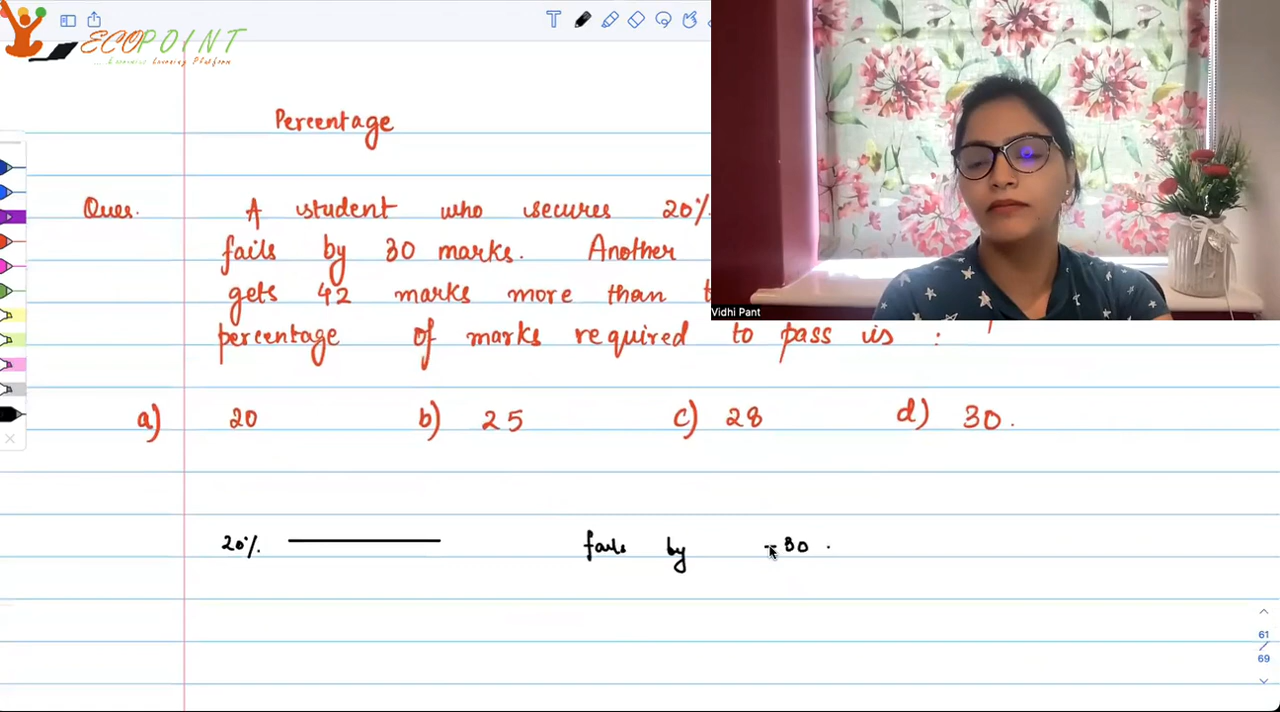 ECOPOINT
Percentage
Ques. A student who secures 20%
fails by 30 marks. Another
gets 42 marks more than
percentage of marks required to pass is :
a) 20 b) 25 c) 28 d) 30.
20% fails by -30 .
Vidhi Pant
61
69